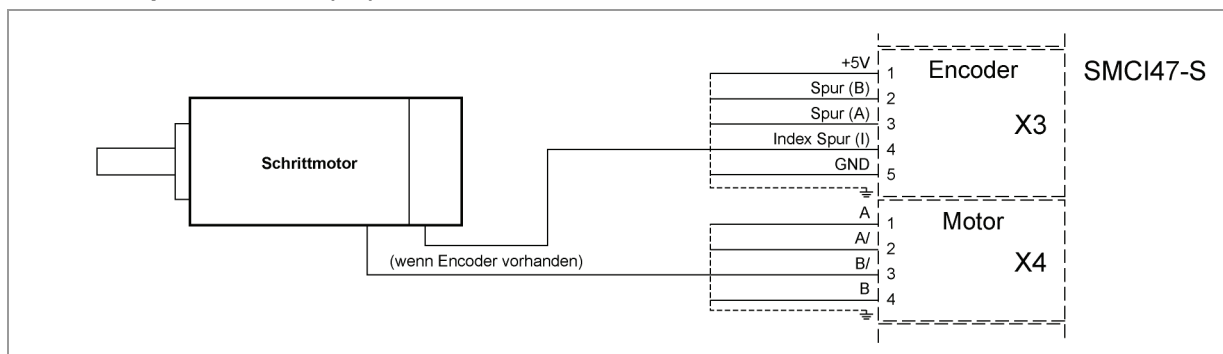 SMCI47-S
Encoder
X3
+5V 1
Spur (B) 2
Spur (A) 3
Index Spur (I) 4
GND 5
Schrittmotor
(wenn Encoder vorhanden)
Motor
X4
A 1
A/ 2
B/ 3
B 4